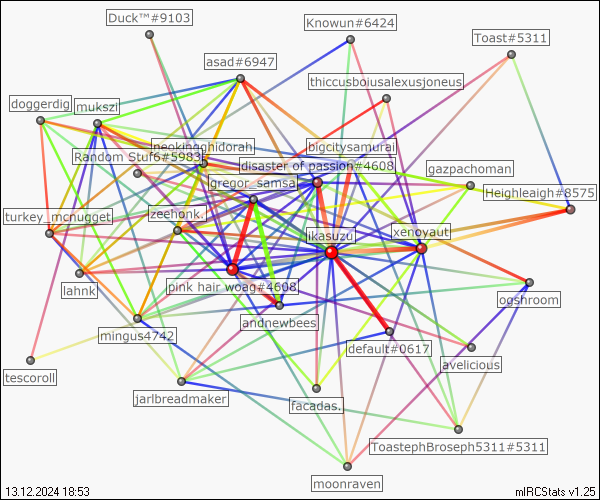 Duck™#9103
Knowun#6424
Toast#5311
asad#6947
thiccusboiusalexusjoneus
doggerdig
mukszi
neokingghidorah
bigcitysamurai
Random Stuf6#5983
disaster of passion#4608
gazpachoman
gregor_samsa
Heighleaigh#8575
turkey_mcnugget
zeehonk.
ikasuzu
xenoyaut
lahnk
pink hair woag#4608
ogshroom
andnewbees
mingus4742
default#0617
avelicious
tescoroll
jarlbreadmaker
facadas.
ToastephBroseph5311#5311
moonraven
13.12.2024 18:53
mIRCStats v1.25